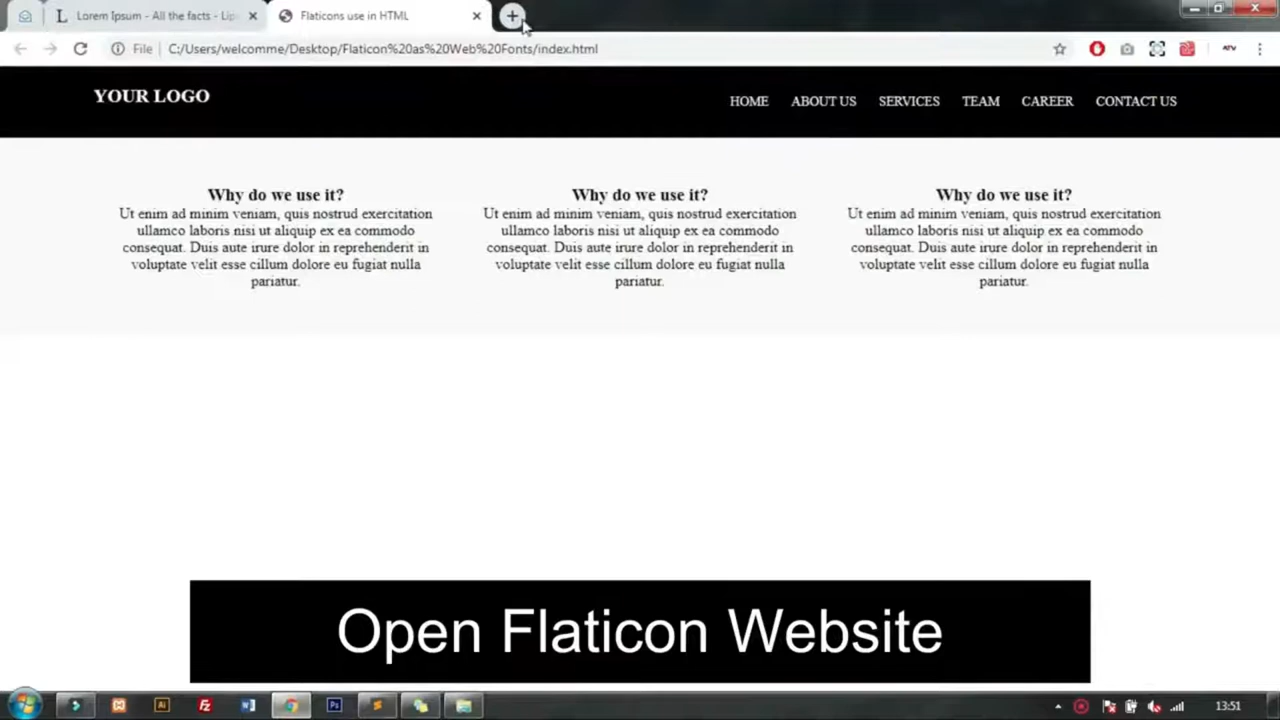 Lorem Ipsum - All the facts - Lip
Flaticons use in HTML
File
C:/Users/welcomme/Desktop/Flaticon%20as%20Web%20Fonts/index.html
YOUR LOGO
HOME ABOUT US SERVICES TEAM CAREER CONTACT US
Why do we use it?
Ut enim ad minim veniam, quis nostrud exercitation
ullamco laboris nisi ut aliquip ex ea commodo
consequat. Duis aute irure dolor in reprehenderit in
voluptate velit esse cillum dolore eu fugiat nulla
pariatur.
Why do we use it?
Ut enim ad minim veniam, quis nostrud exercitation
ullamco laboris nisi ut aliquip ex ea commodo
consequat. Duis aute irure dolor in reprehenderit in
voluptate velit esse cillum dolore eu fugiat nulla
pariatur.
Why do we use it?
Ut enim ad minim veniam, quis nostrud exercitation
ullamco laboris nisi ut aliquip ex ea commodo
consequat. Duis aute irure dolor in reprehenderit in
voluptate velit esse cillum dolore eu fugiat nulla
pariatur.
Open Flaticon Website
Ai
Fz
W
Ps
13:51